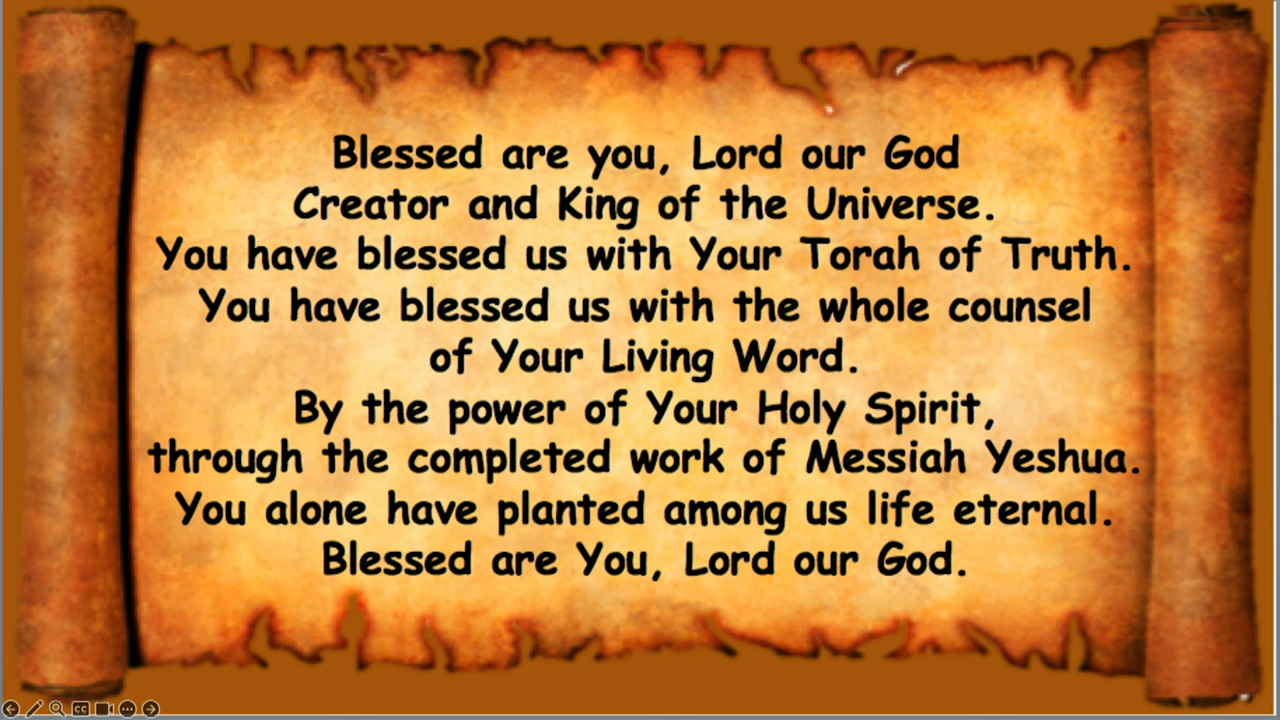 Blessed are you, Lord our God
Creator and King of the Universe.
You have blessed us with Your Torah of Truth.
You have blessed us with the whole counsel
of Your Living Word.
By the power of Your Holy Spirit,
through the completed work of Messiah Yeshua.
You alone have planted among us life eternal.
Blessed are You, Lord our God.
CC